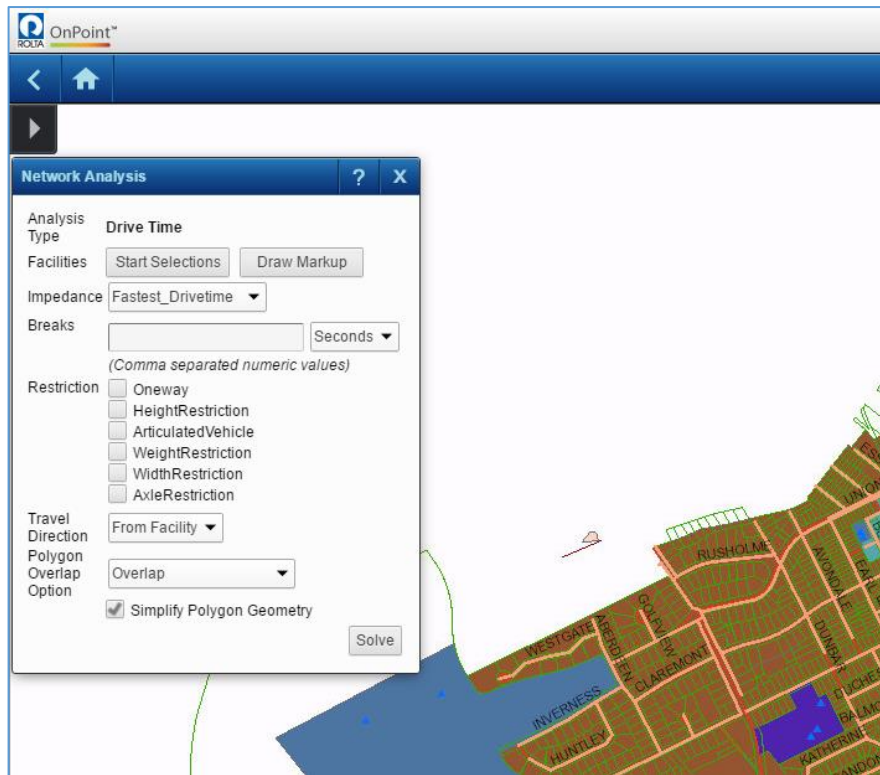 ROLTA OnPoint™
Network Analysis ? X
Analysis Type Drive Time
Facilities Start Selections Draw Markup
Impedance Fastest_Drivetime
Breaks Seconds
(Comma separated numeric values)
Restriction Oneway
HeightRestriction
ArticulatedVehicle
WeightRestriction
WidthRestriction
AxleRestriction
Travel Direction From Facility
Polygon Overlap Option Overlap
Simplify Polygon Geometry
Solve
UNION
RUSHOLME
AVONDALE
GOLFVIEW
ABERDEEN
WESTGATE
CLAREMONT
DUNBAR
INVERNESS
HUNTLEY
KATHERINE